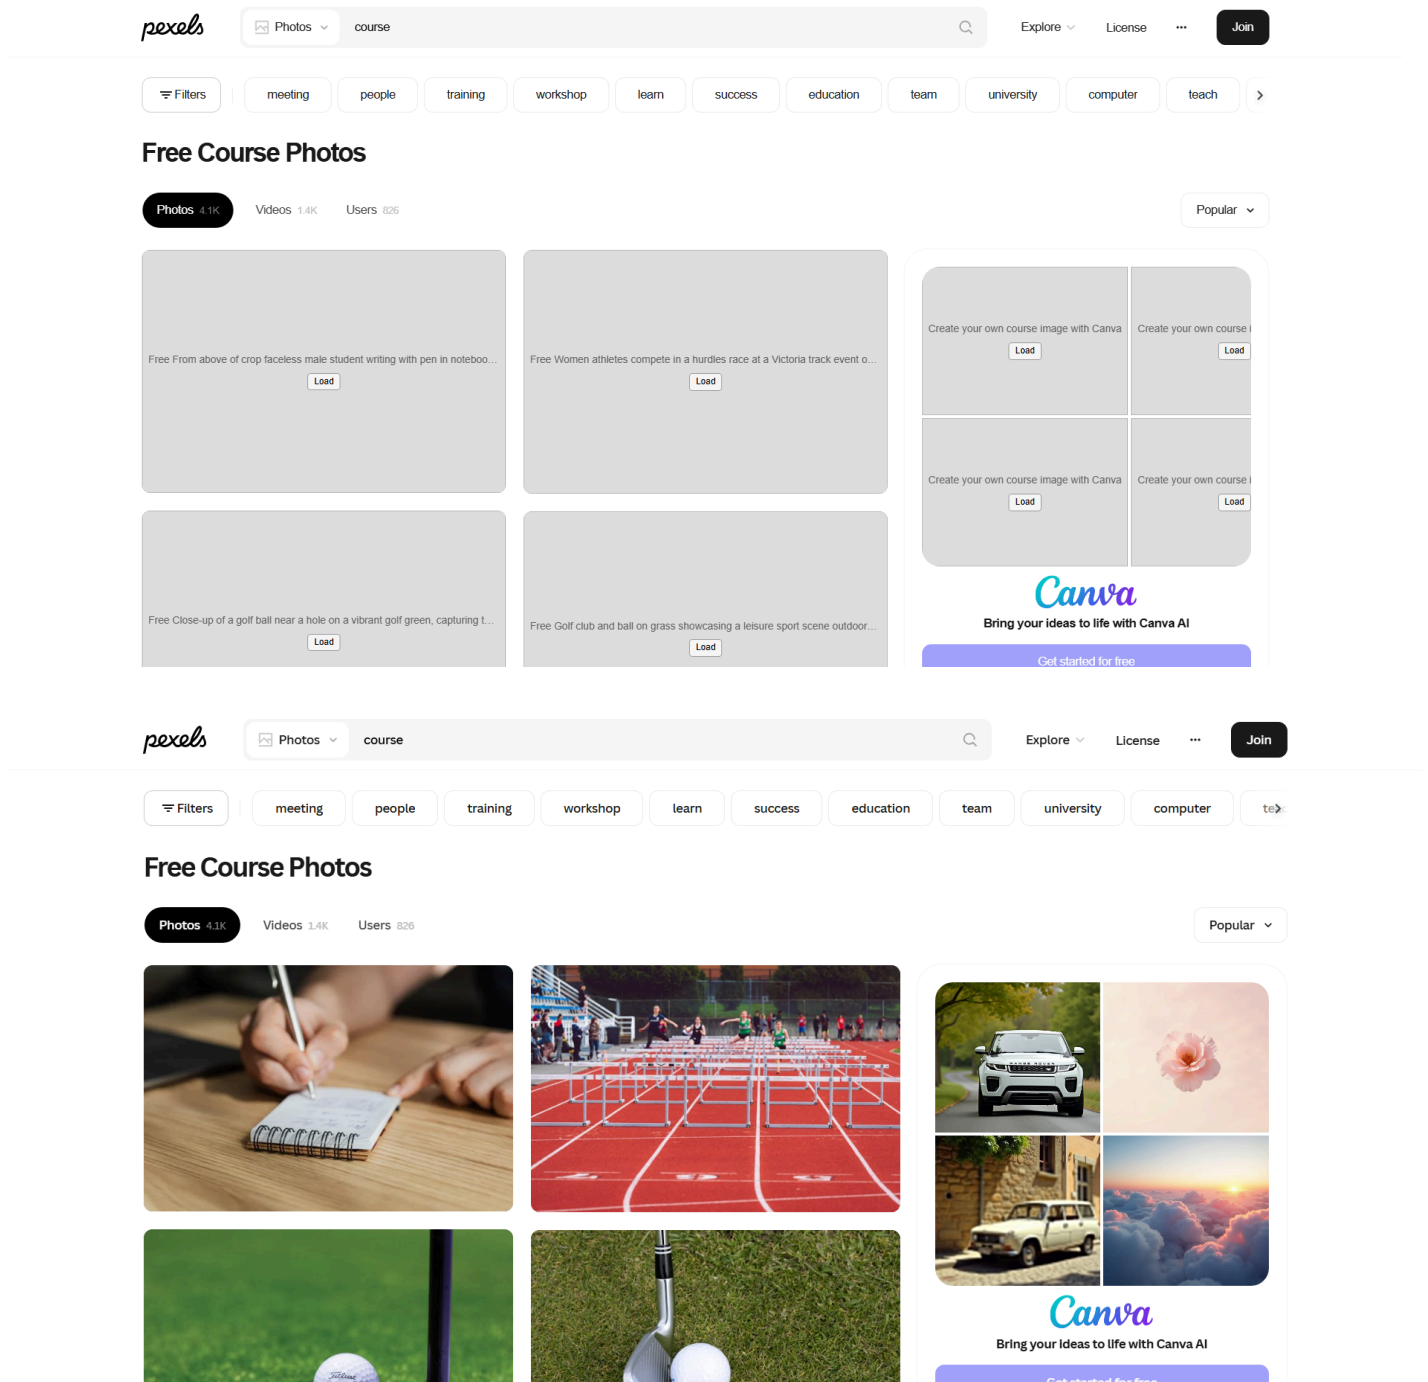 pexels
Photos
course
Explore
License
Join
Filters
meeting
people
training
workshop
learn
success
education
team
university
computer
teach
Free Course Photos
Photos 4.1K
Videos 1.4K
Users 826
Popular
Free From above of crop faceless male student writing with pen in noteboo...
Load
Free Women athletes compete in a hurdles race at a Victoria track event o...
Load
Create your own course image with Canva
Load
Create your own course i
Load
Create your own course image with Canva
Load
Create your own course i
Load
Free Close-up of a golf ball near a hole on a vibrant golf green, capturing t...
Load
Free Golf club and ball on grass showcasing a leisure sport scene outdoor...
Load
Canva
Bring your ideas to life with Canva AI
Get started for free
pexels
Photos
course
Explore
License
Join
Filters
meeting
people
training
workshop
learn
success
education
team
university
computer
Free Course Photos
Photos 4.1K
Videos 1.4K
Users 826
Popular
Titleist
Canva
Bring your ideas to life with Canva AI
Get started for free